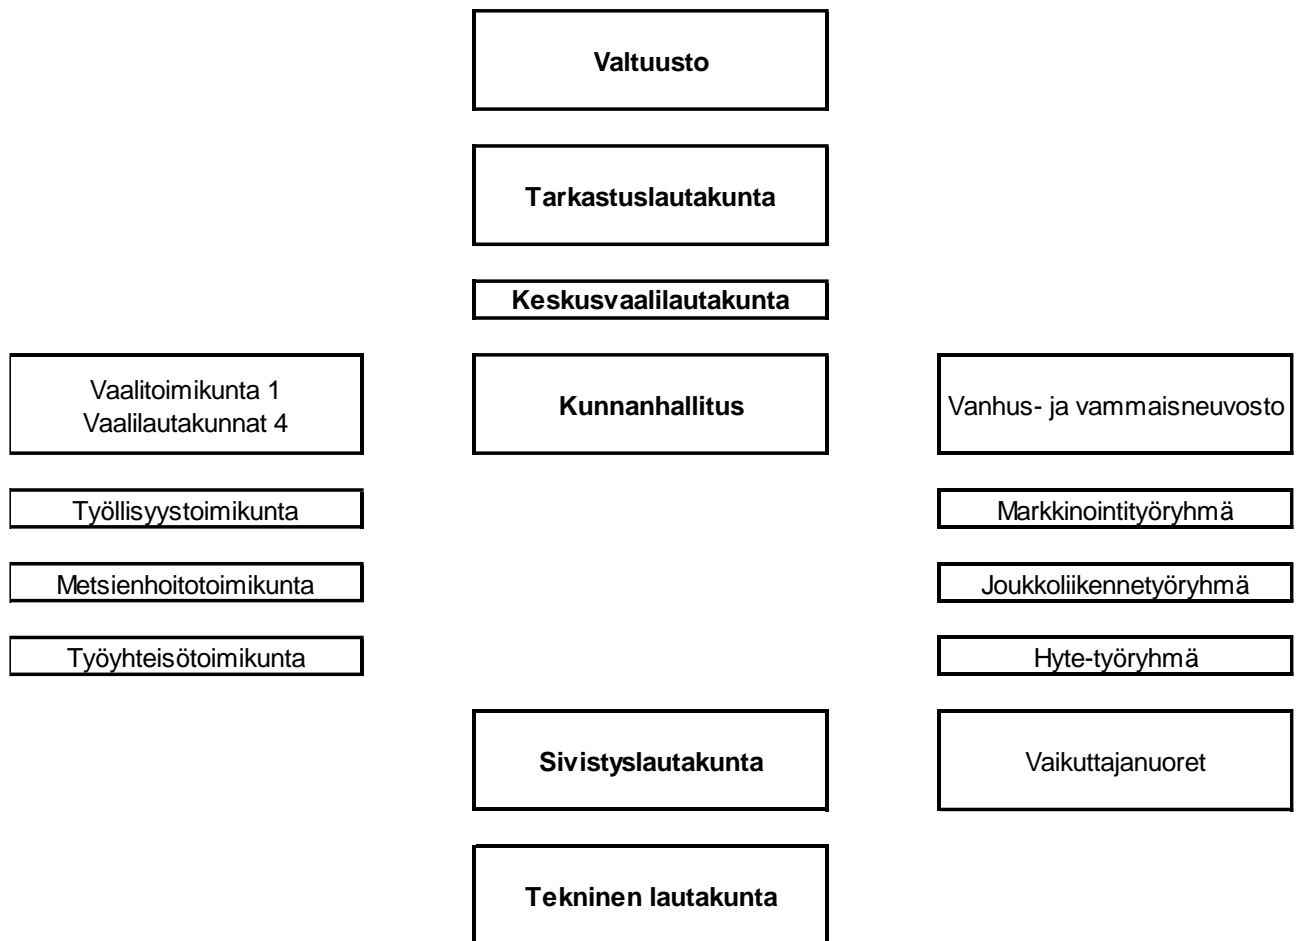 Valtuusto
Tarkastuslautakunta
Keskusvaalilautakunta
Vaalitoimikunta 1
Vaalilautakunnat 4
Kunnanhallitus
Vanhus- ja vammaisneuvosto
Työllisyystoimikunta
Markkinointityöryhmä
Metsienhoitotoimikunta
Joukkoliikennetyöryhmä
Työyhteisötoimikunta
Hyte-työryhmä
Sivistyslautakunta
Vaikuttajanuoret
Tekninen lautakunta